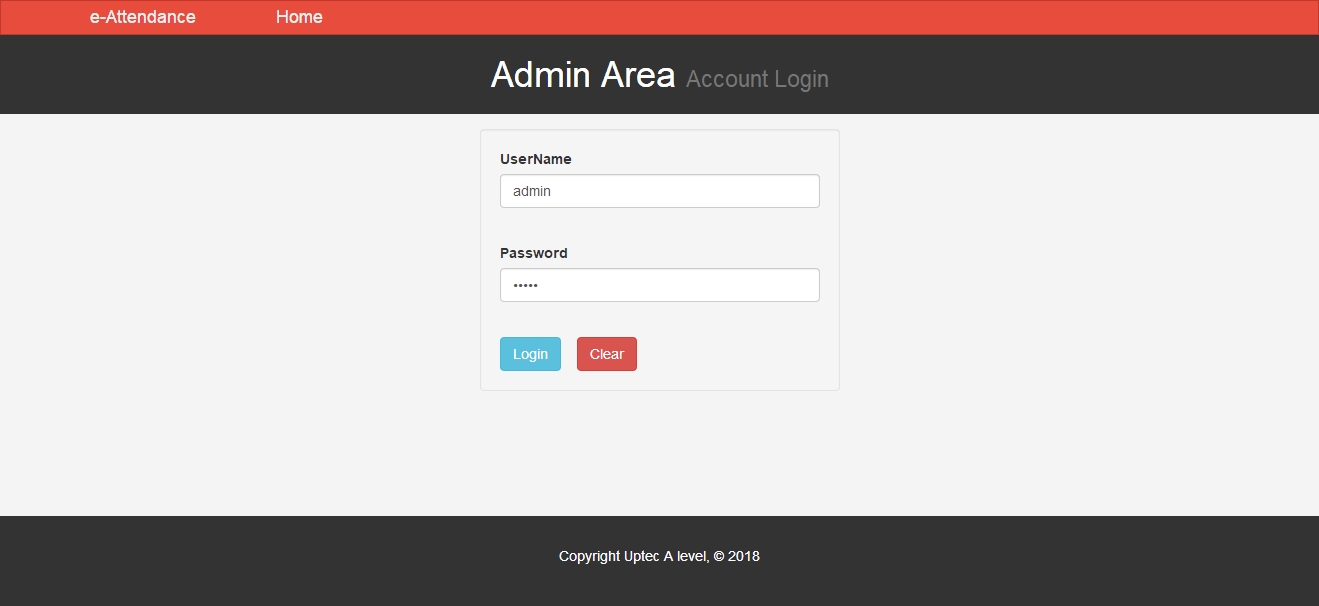 e-Attendance Home
Admin Area Account Login
UserName
admin
Password
•••••
Login Clear
Copyright Uptec A level, © 2018